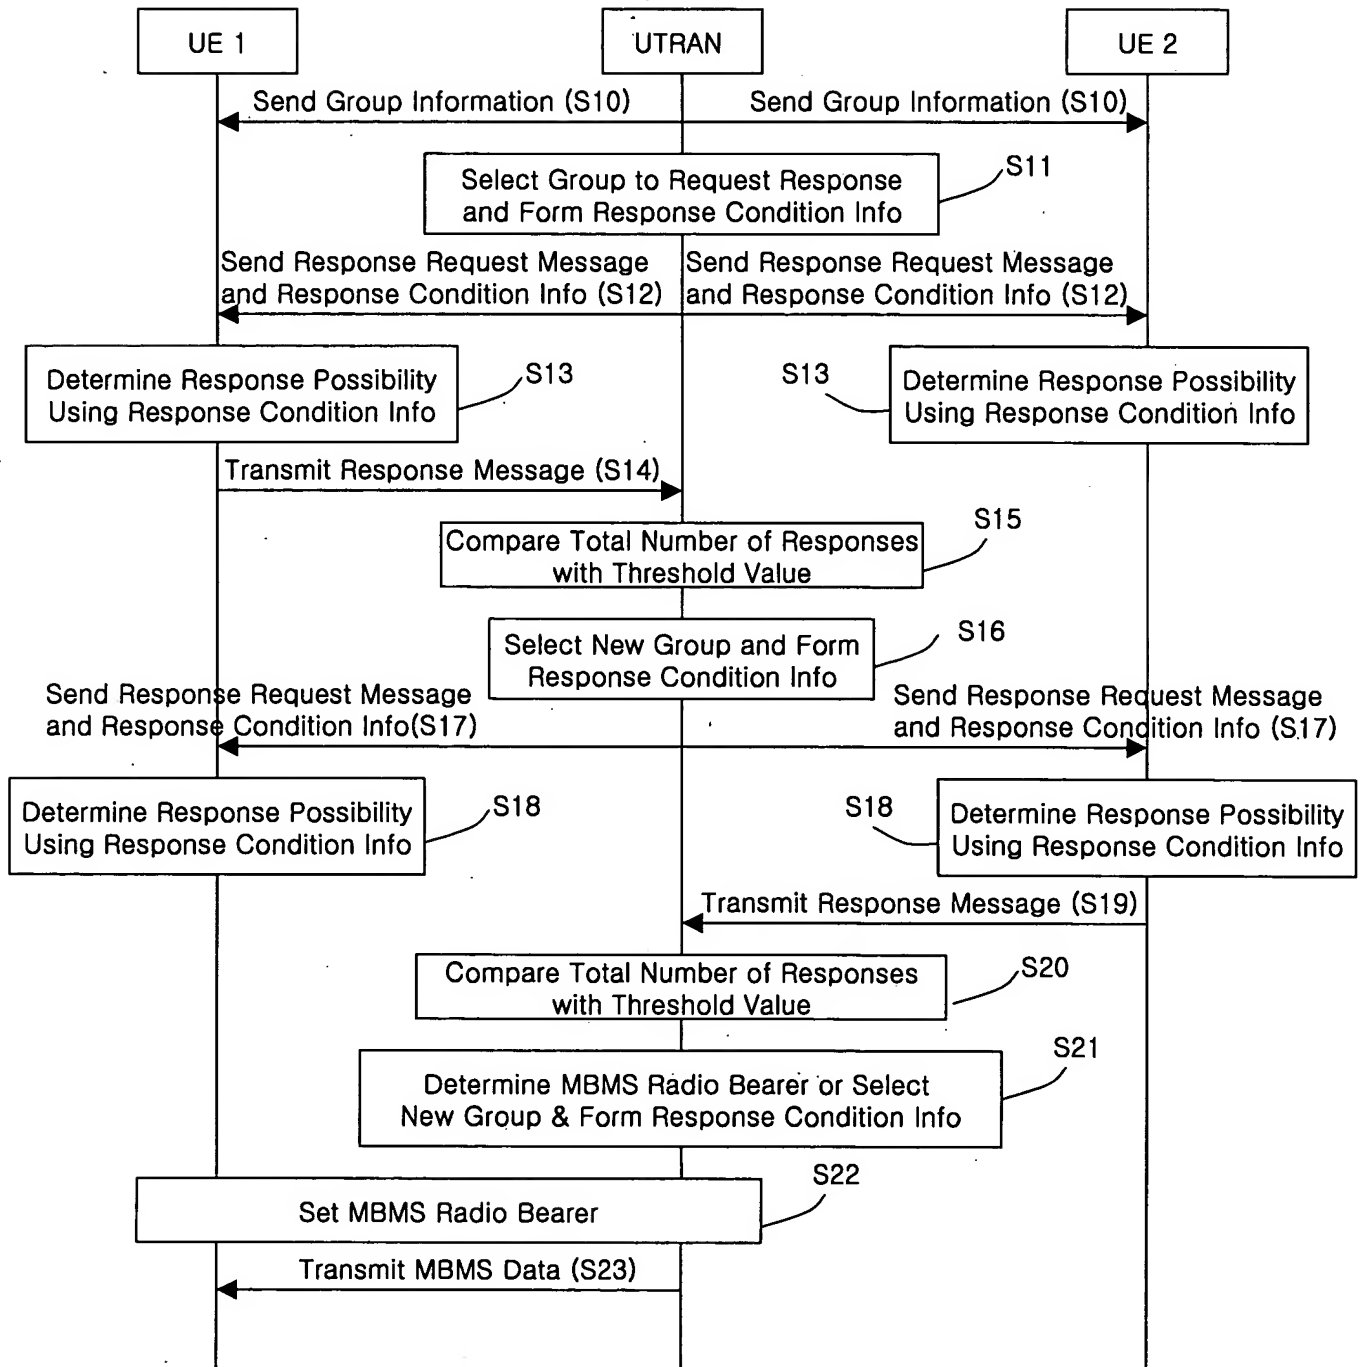 UE 1
UTRAN
UE 2
Send Group Information (S10)
Send Group Information (S10)
S11
Select Group to Request Response
and Form Response Condition Info
Send Response Request Message
and Response Condition Info (S12)
Send Response Request Message
and Response Condition Info (S12)
Determine Response Possibility
Using Response Condition Info
S13
S13
Determine Response Possibility
Using Response Condition Info
Transmit Response Message (S14)
S15
Compare Total Number of Responses
with Threshold Value
S16
Select New Group and Form
Response Condition Info
Send Response Request Message
and Response Condition Info(S17)
Send Response Request Message
and Response Condition Info (S17)
Determine Response Possibility
Using Response Condition Info
S18
S18
Determine Response Possibility
Using Response Condition Info
Transmit Response Message (S19)
Compare Total Number of Responses
with Threshold Value
S20
S21
Determine MBMS Radio Bearer or Select
New Group & Form Response Condition Info
S22
Set MBMS Radio Bearer
Transmit MBMS Data (S23)